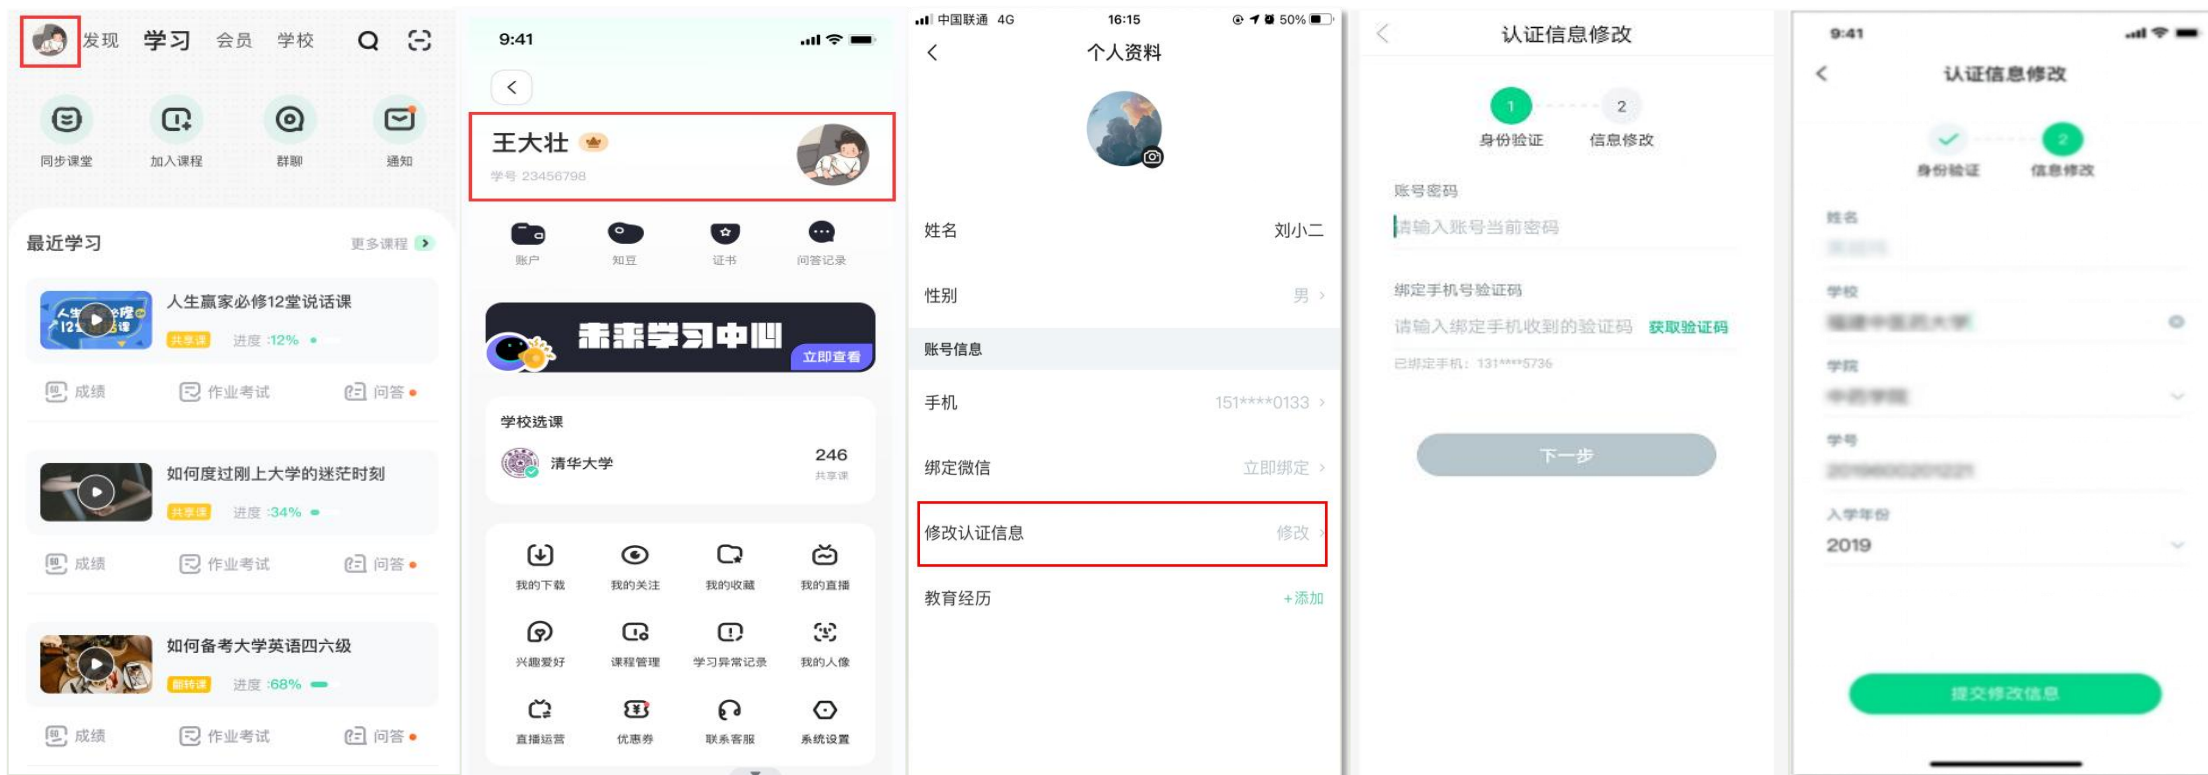 发现 学习 会员 学校
同步课堂 加入课程 群聊 通知
最近学习 更多课程
人生赢家必修12堂说话课
共享课 进度:12%
成绩 作业考试 问答
如何度过刚上大学的迷茫时刻
共享课 进度:34%
成绩 作业考试 问答
如何备考大学英语四六级
翻转课 进度:68%
成绩 作业考试 问答
9:41
王大壮
学号 23456798
账户 知豆 证书 问答记录
未来学习中心
立即查看
学校选课
清华大学 246
共享课
我的下载 我的关注 我的收藏 我的直播
兴趣爱好 课程管理 学习异常记录 我的人像
直播运营 优惠券 联系客服 系统设置
中国联通 4G 16:15 50%
个人资料
姓名 刘小二
性别 男
账号信息
手机 151****0133
绑定微信 立即绑定
修改认证信息 修改
教育经历 +添加
认证信息修改
1 2
身份验证 信息修改
账号密码
请输入账号当前密码
绑定手机号验证码
请输入绑定手机收到的验证码 获取验证码
已绑定手机：131****5736
下一步
9:41
认证信息修改
2
身份验证 信息修改
姓名
学校
福建中医药大学
学院
中药学院
学号
入学年份
2019
提交修改信息